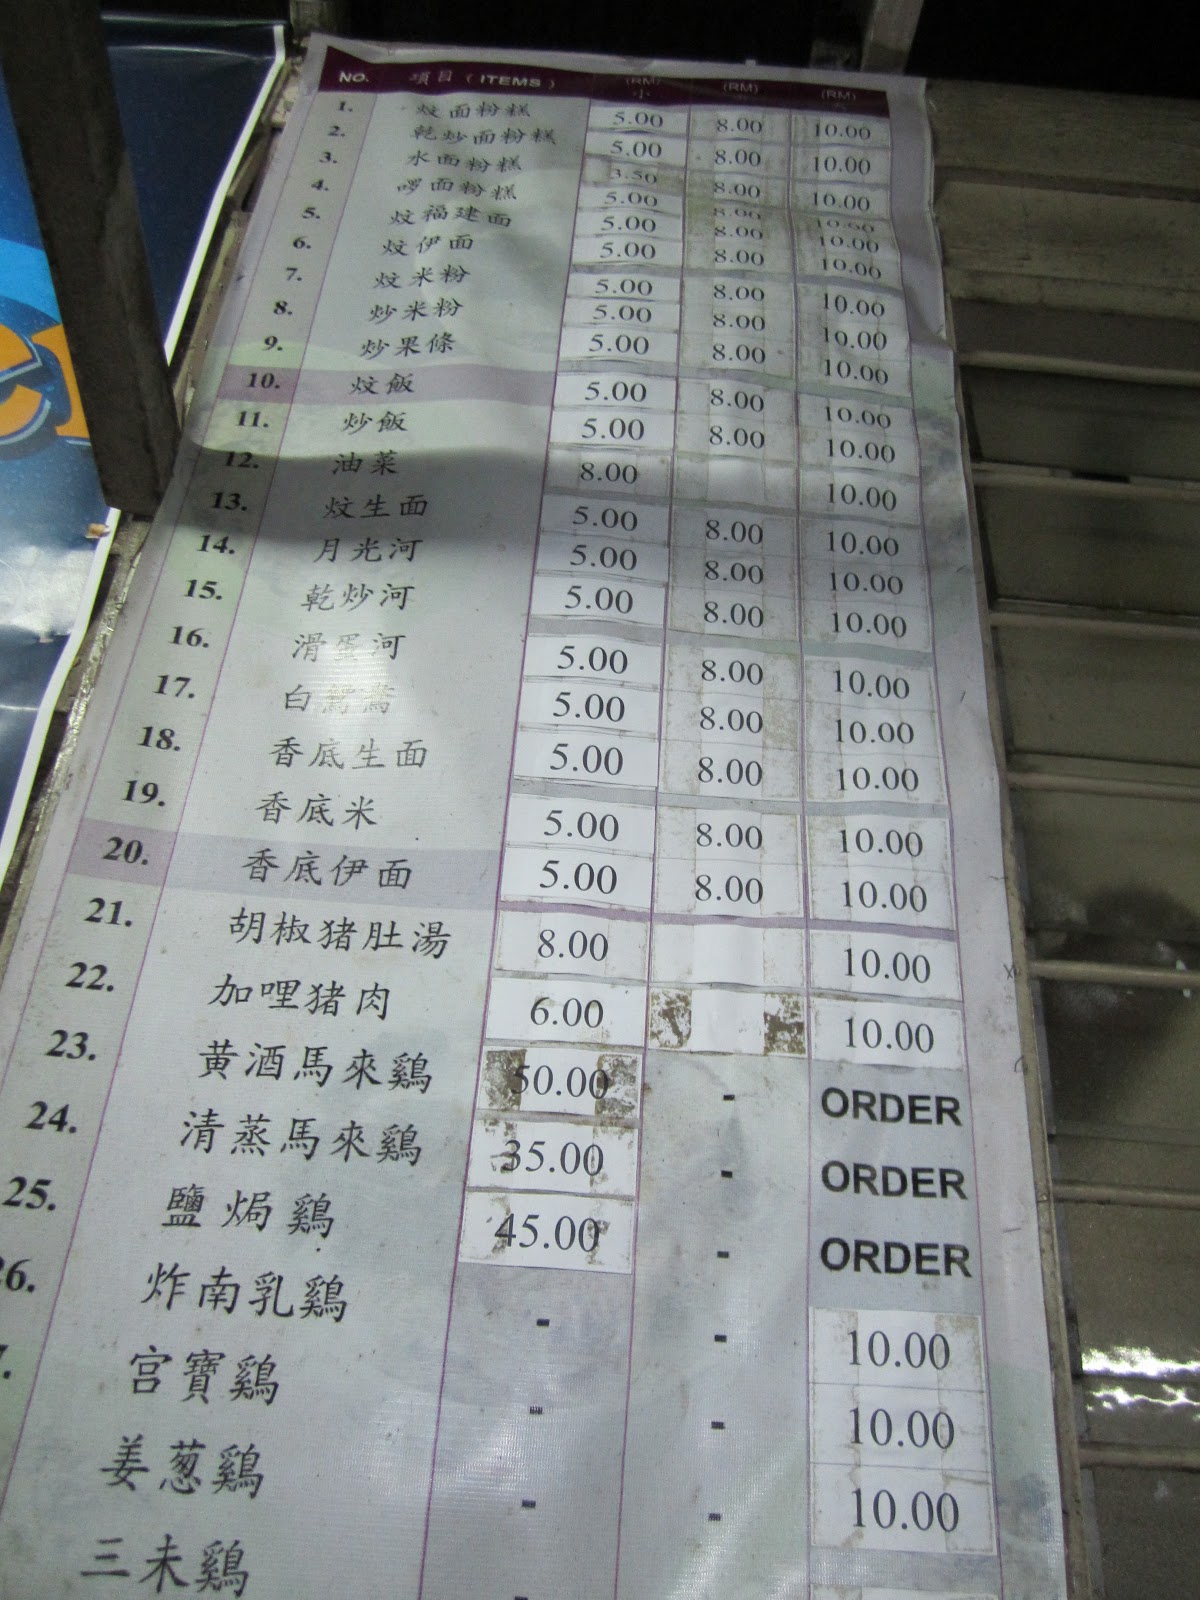 NO. 項目 (ITEMS) (RM) 小 (RM) (RM)
1. 炆面粉糕 5.00 8.00 10.00
2. 乾炒面粉糕 5.00 8.00 10.00
3. 水面粉糕 3.50 8.00 10.00
4. 啰面粉糕 5.00 8.00 10.00
5. 炆福建面 5.00 8.00 10.00
6. 炆伊面 5.00 8.00 10.00
7. 炆米粉 5.00 8.00 10.00
8. 炒米粉 5.00 8.00 10.00
9. 炒果條 5.00 8.00 10.00
10. 炆飯 5.00 8.00 10.00
11. 炒飯 5.00 8.00 10.00
12. 油菜 8.00 10.00
13. 炆生面 5.00 8.00 10.00
14. 月光河 5.00 8.00 10.00
15. 乾炒河 5.00 8.00 10.00
16. 滑蛋河 5.00 8.00 10.00
17. 白鴛鴦 5.00 8.00 10.00
18. 香底生面 5.00 8.00 10.00
19. 香底米 5.00 8.00 10.00
20. 香底伊面 5.00 8.00 10.00
21. 胡椒猪肚湯 8.00 10.00
22. 加哩猪肉 6.00 10.00
23. 黄酒馬來鷄 50.00 - ORDER
24. 清蒸馬來鷄 35.00 - ORDER
25. 鹽焗鷄 45.00 - ORDER
26. 炸南乳鷄 - - 10.00
宫寶鷄 - - 10.00
姜葱鷄 - - 10.00
三未鷄 -